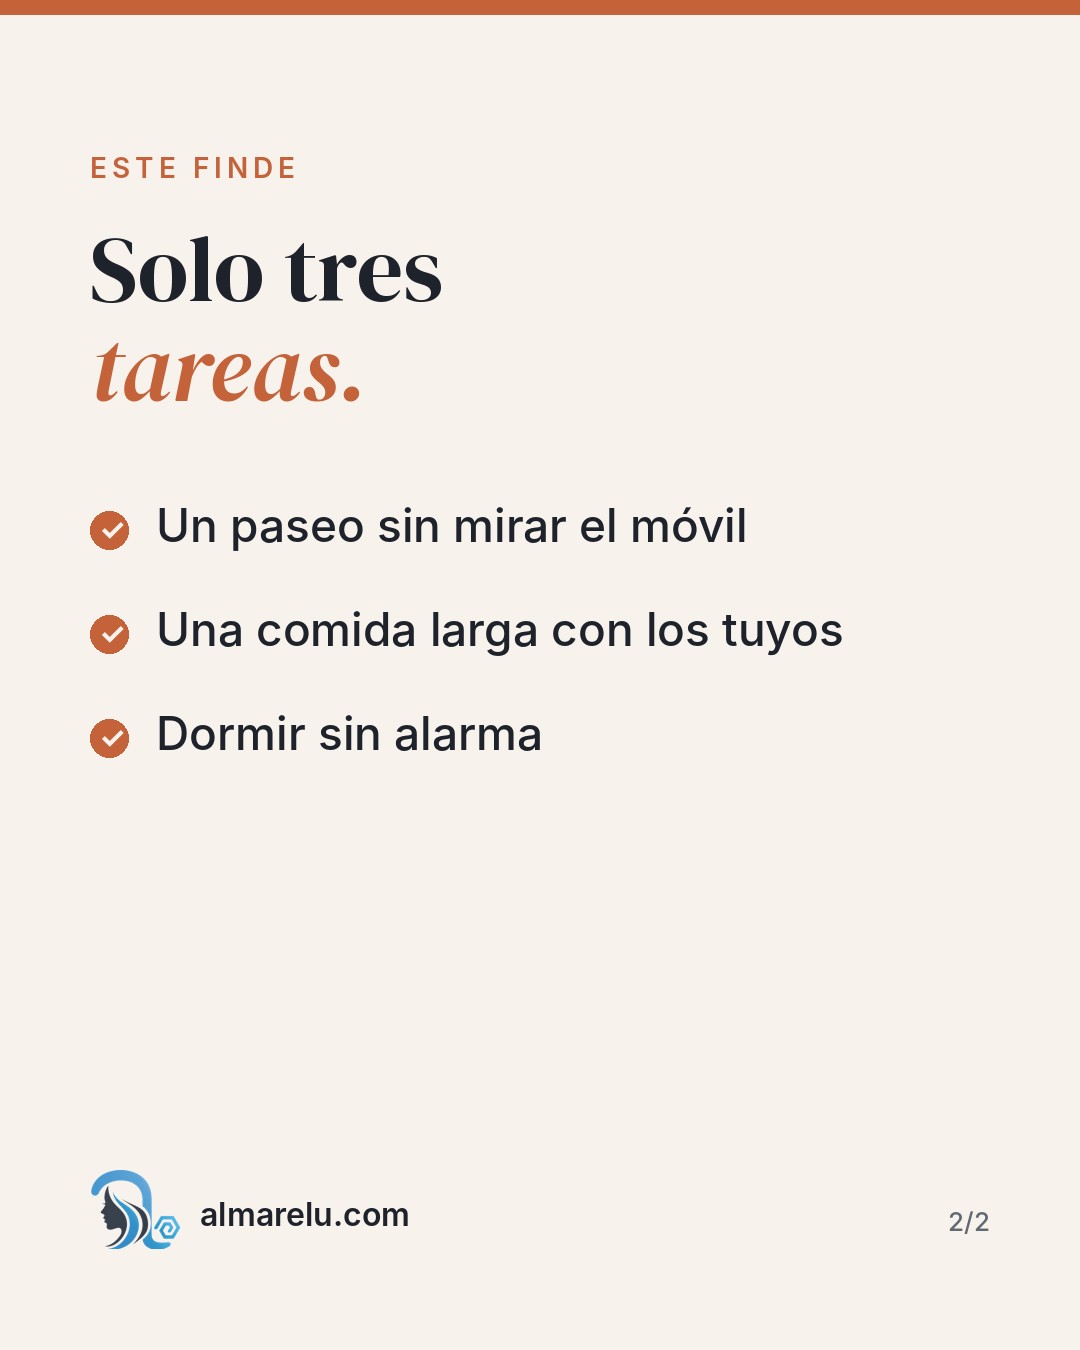 ESTE FINDE
Solo tres
tareas.
Un paseo sin mirar el móvil
Una comida larga con los tuyos
Dormir sin alarma
almarelu.com
2/2